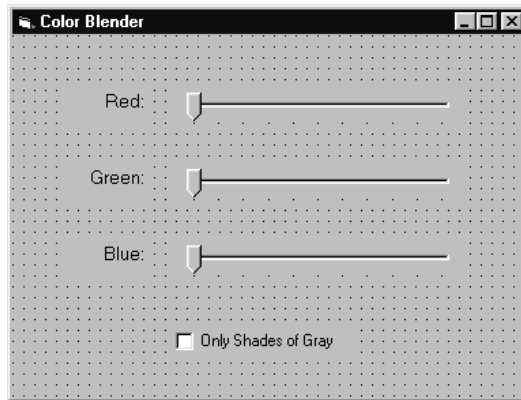 Color Blender
Red:
Green:
Blue:
Only Shades of Gray